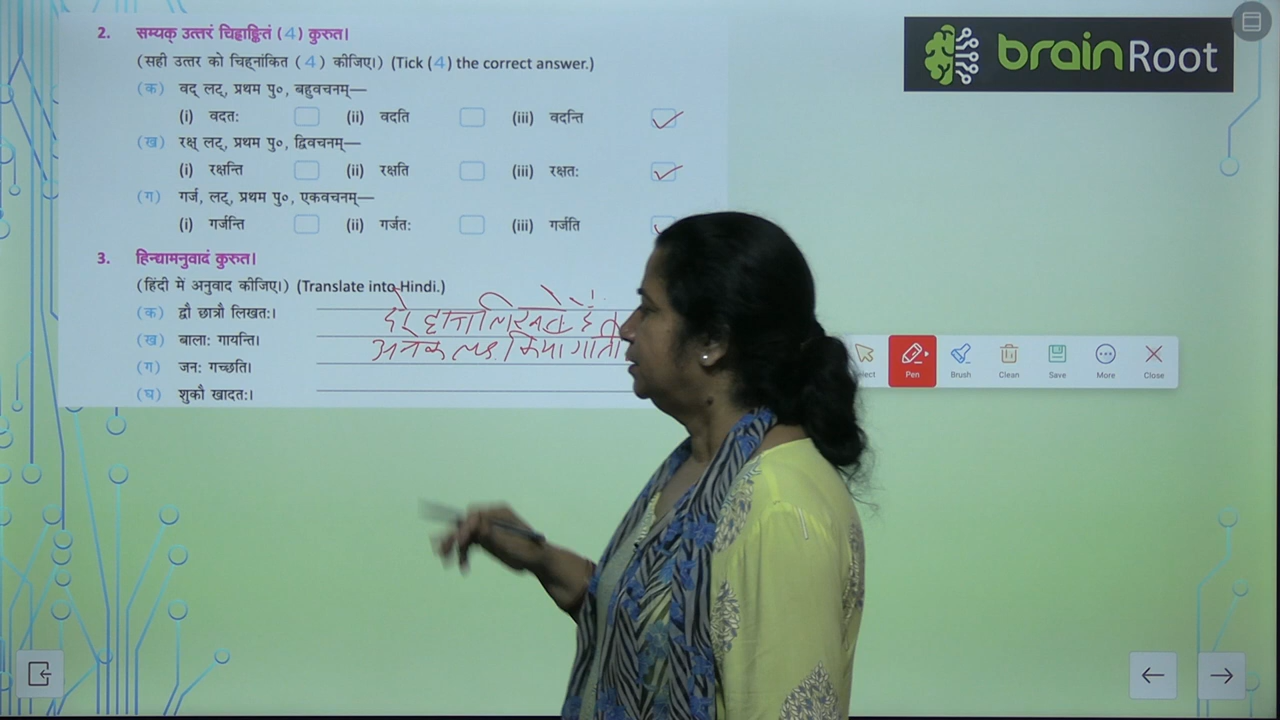 2. सम्यक् उत्तरं चिह्नाङ्कितं (4) कुरुत।
(सही उत्तर को चिह्नांकित (4) कीजिए।) (Tick (4) the correct answer.)
(क) वद् लट्, प्रथम पु०, बहुवचनम्—
(i) वदतः (ii) वदति (iii) वदन्ति
(ख) रक्ष् लट्, प्रथम पु०, द्विवचनम्—
(i) रक्षन्ति (ii) रक्षति (iii) रक्षतः
(ग) गर्ज, लट्, प्रथम पु०, एकवचनम्—
(i) गर्जन्ति (ii) गर्जतः (iii) गर्जति
3. हिन्द्यामनुवादं कुरुत।
(हिंदी में अनुवाद कीजिए।) (Translate into Hindi.)
(क) द्वौ छात्रौ लिखतः। लिखते हैं
(ख) बालाः गायन्ति। अनेक
(ग) जनः गच्छति।
(घ) शुकौ खादतः।
brainRoot
Pen Brush Clean Save More Close